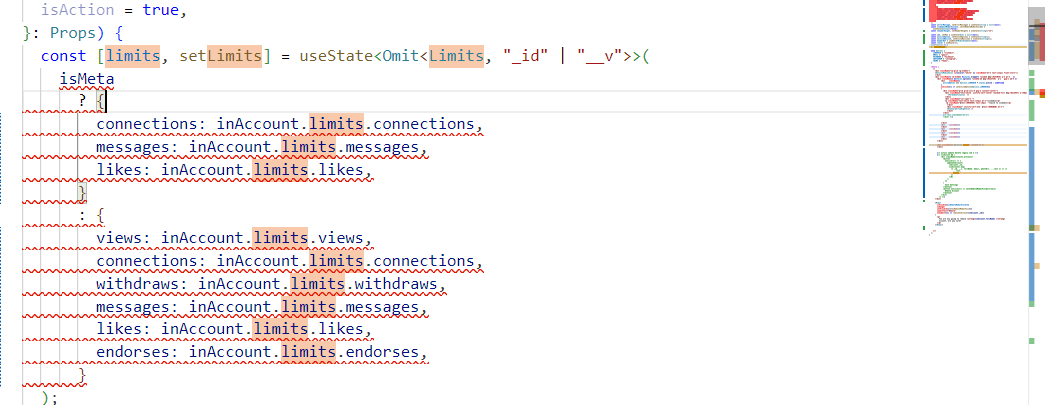 isAction = true,
}: Props) {
const [limits, setLimits] = useState<Omit<Limits, "_id" | "__v">>(
isMeta
? {
connections: inAccount.limits.connections,
messages: inAccount.limits.messages,
likes: inAccount.limits.likes,
}
: {
views: inAccount.limits.views,
connections: inAccount.limits.connections,
withdraws: inAccount.limits.withdraws,
messages: inAccount.limits.messages,
likes: inAccount.limits.likes,
endorses: inAccount.limits.endorses,
}
);